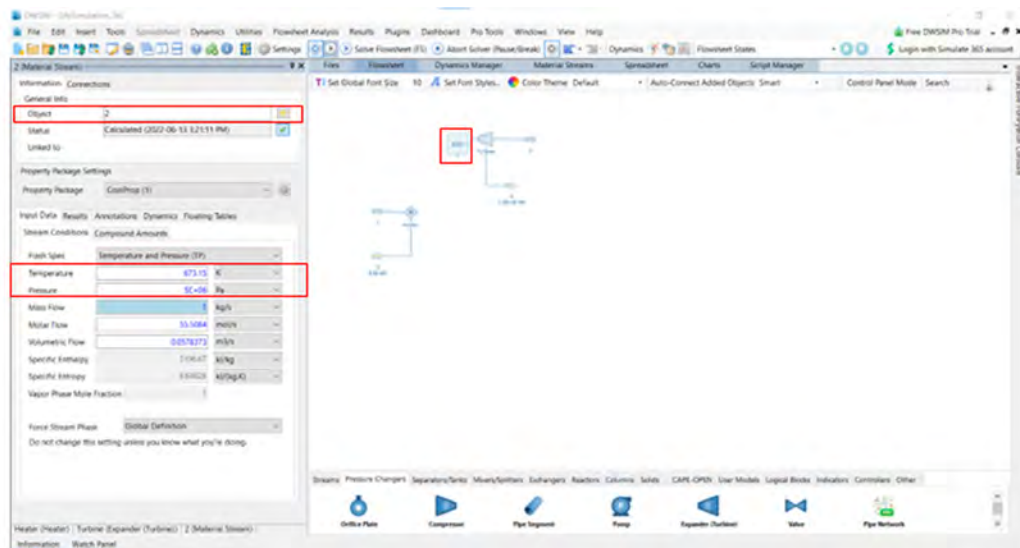 File Edit Insert Tools Spreadsheet Dynamics Utilities Flowsheet Analysis Results Plugins Dashboard Pro Tools Windows View Help Free DWSIM Pro Trial
Settings Solve Flowsheet (F5) Abort Solver (Pause/Break) Dynamics Flowsheet States Login with Simulate 365 account
2 (Material Stream)
Files Flowsheet Dynamics Manager Material Streams Spreadsheet Charts Script Manager
Information Connections
Set Global Font Size 10 Set Font Styles... Color Theme Default Auto-Connect Added Objects Smart Control Panel Mode Search
General Info
Object 2
Status Calculated (2022-06-13 3:21:11 PM)
Linked to
Property Package Settings
Property Package CoolProp (1)
Input Data Results Annotations Dynamics Floating Tables
Stream Conditions Compound Amounts
Flash Spec Temperature and Pressure (TP)
Temperature 673.15 K
Pressure 5E+06 Pa
Mass Flow 1 kg/s
Molar Flow 55.5084 mol/s
Volumetric Flow 0.0578373 m3/s
Specific Enthalpy kJ/kg
Specific Entropy kJ/[kg.K]
Vapor Phase Mole Fraction 1
Force Stream Phase Global Definition
Do not change this setting unless you know what you're doing.
Streams Pressure Changers Separators/Tanks Mixers/Splitters Exchangers Reactors Columns Solids CAPE-OPEN User Models Logical Blocks Indicators Controllers Other
Orifice Plate Compressor Pipe Segment Pump Expander (Turbine) Valve Pipe Network
Heater (Heater) Turbine (Expander (Turbine)) 2 (Material Stream)
Information Watch Panel